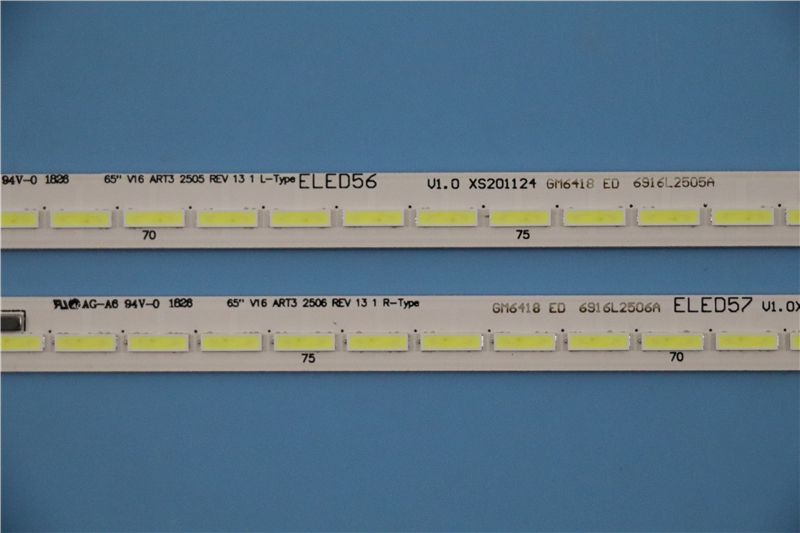 94V-0 1826 65" V16 ART3 2505 REV 13 1 L-Type ELED56 V1.0 XS201124 GM6418 ED 6916L2505A
70 75
AG-A6 94V-0 1826 65" V16 ART3 2506 REV 13 1 R-Type GM6418 ED 6916L2506A ELED57 V1.0X
75 70